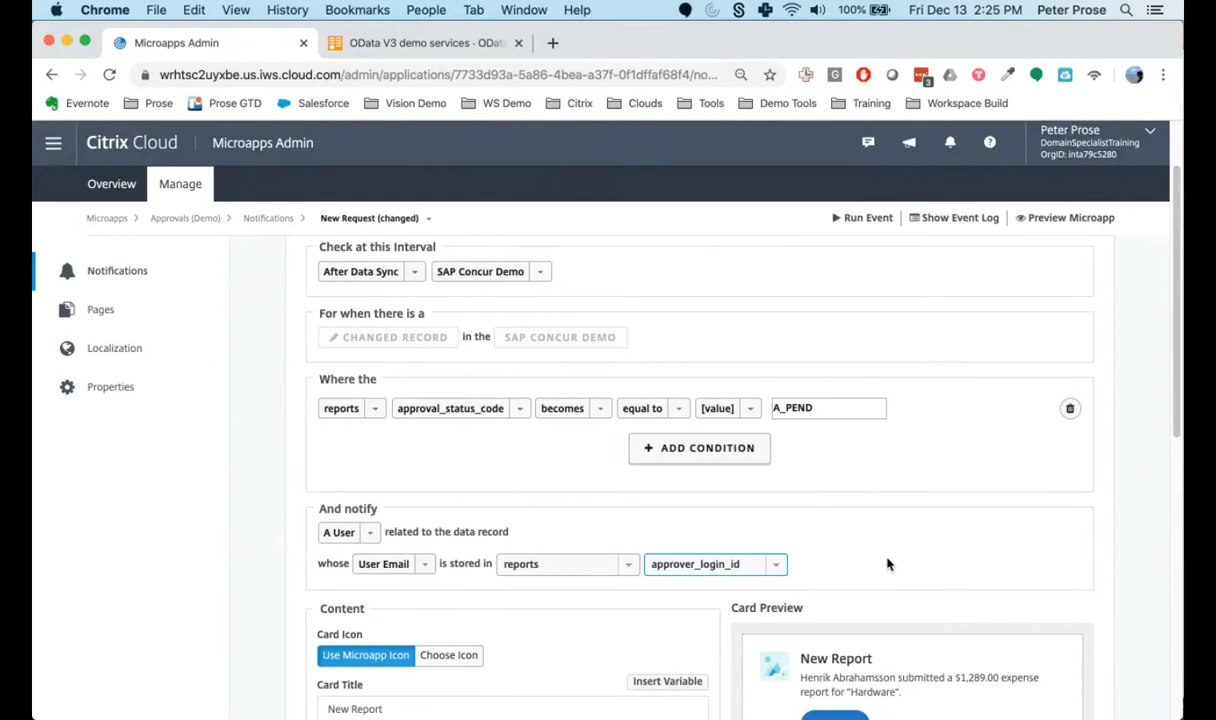 Chrome File Edit View History Bookmarks People Tab Window Help 100% Fri Dec 13 2:25 PM Peter Prose
Microapps Admin OData V3 demo services · ODat
wrhtsc2uyxbe.us.iws.cloud.com/admin/applications/7733d93a-5a86-4bea-a37f-0f1dffaf68f4/no... 3
Evernote Prose Prose GTD Salesforce Vision Demo WS Demo Citrix Clouds Tools Demo Tools Training Workspace Build
Citrix Cloud Microapps Admin
Peter Prose
DomainSpecialistTraining
OrgID: inta79c5280
Overview Manage
Microapps Approvals (Demo) Notifications New Request (changed) Run Event Show Event Log Preview Microapp
Notifications
Pages
Localization
Properties
Check at this Interval
After Data Sync SAP Concur Demo
For when there is a
CHANGED RECORD in the SAP CONCUR DEMO
Where the
reports approval_status_code becomes equal to [value] A_PEND
+ ADD CONDITION
And notify
A User related to the data record
whose User Email is stored in reports approver_login_id
Content
Card Icon
Use Microapp Icon Choose Icon
Card Title Insert Variable
New Report
Card Preview
New Report
Henrik Abrahamsson submitted a $1,289.00 expense
report for "Hardware".